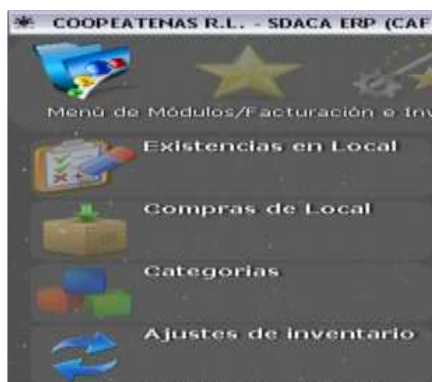 COOPEATENAS R.L. - SDACA ERP (CAF
Menú de Módulos/Facturación e Inv
Existencias en Local
Compras de Local
Categorias
Ajustes de inventario